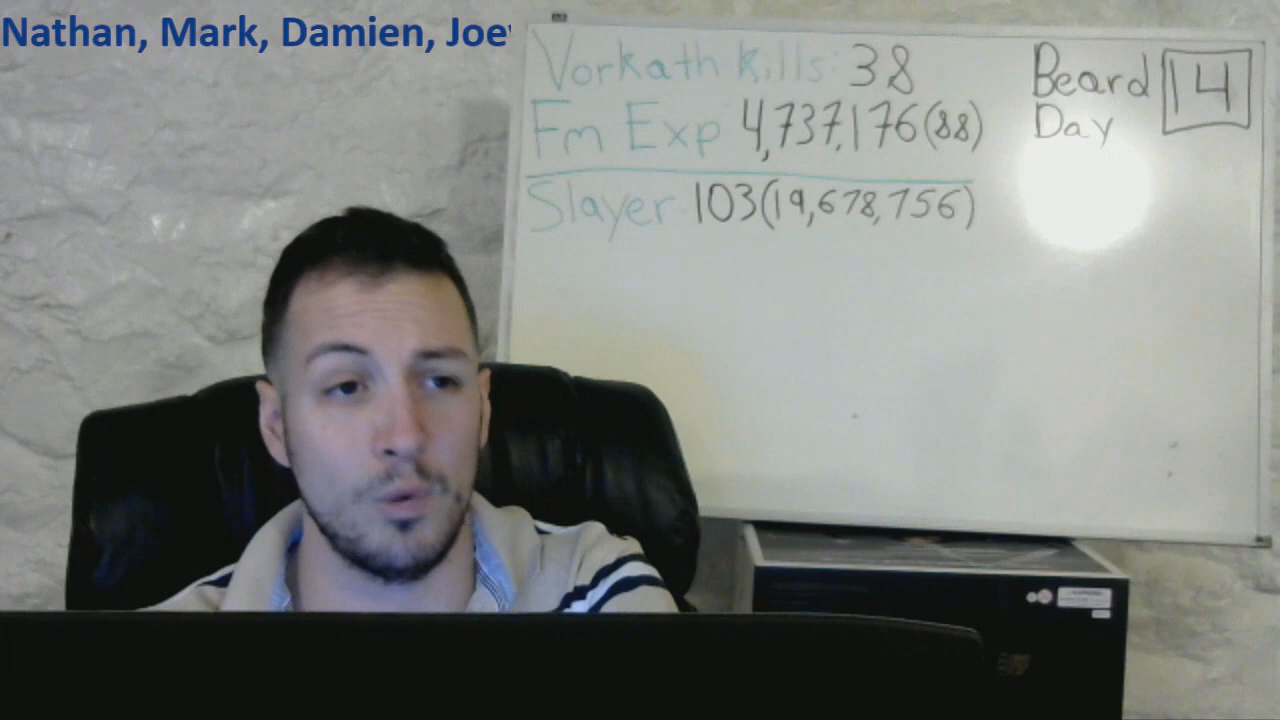 Nathan, Mark, Damien, Joe
Vorkath Kills: 38
Fm Exp 4,737,176(88)
Slayer 103(19,678,756)
Beard 14
Day